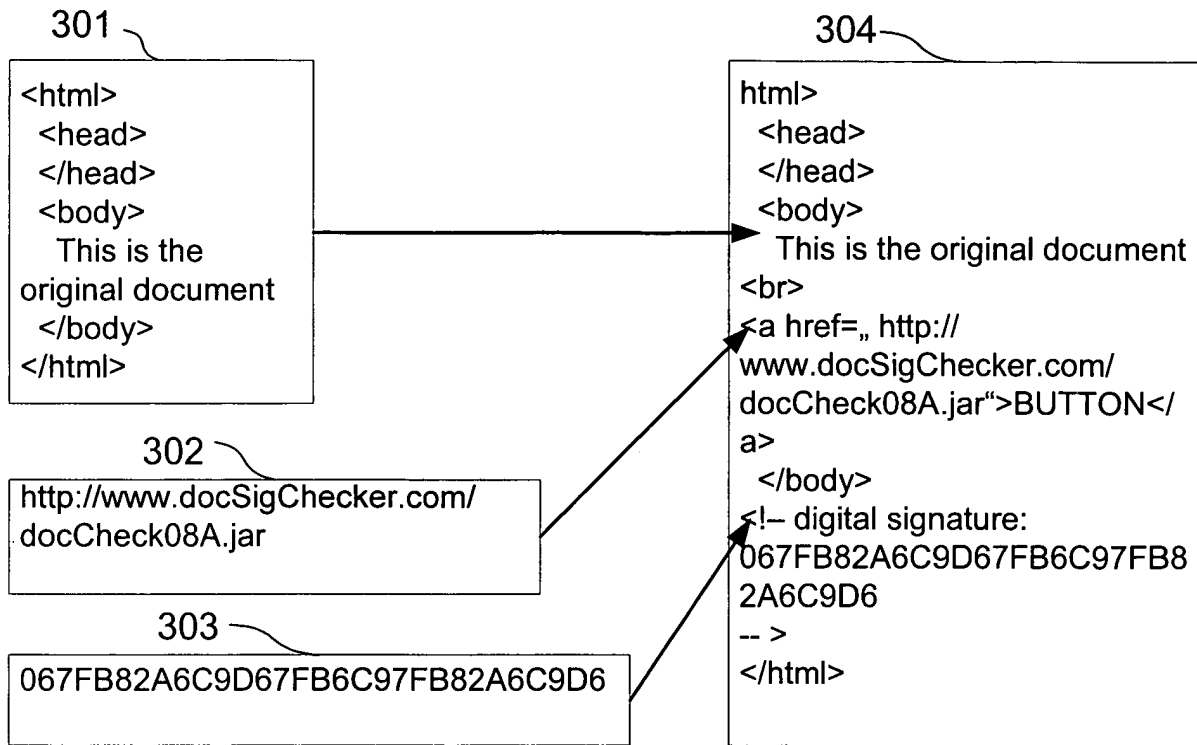 301
<html>
<head>
</head>
<body>
This is the
original document
</body>
</html>
302
http://www.docSigChecker.com/
docCheck08A.jar
303
067FB82A6C9D67FB6C97FB82A6C9D6
304
html>
<head>
</head>
<body>
This is the original document
<br>
<a href=„ http://
www.docSigChecker.com/
docCheck08A.jar“>BUTTON</
a>
</body>
<!– digital signature:
067FB82A6C9D67FB6C97FB8
2A6C9D6
-- >
</html>